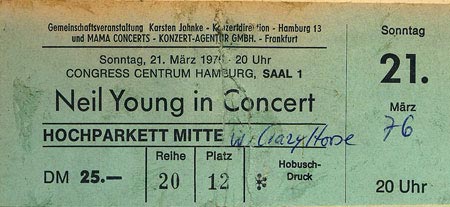 Gemeinschaftsveranstaltung Karsten Jahnke - Konzertdirektion - Hamburg 13
und MAMA CONCERTS - KONZERT-AGENTUR GMBH. - Frankfurt
Sonntag, 21. März 1976 - 20 Uhr
CONGRESS CENTRUM HAMBURG, SAAL 1
Neil Young in Concert
HOCHPARKETT MITTE w. Crazy Horse
DM 25.—
Reihe
20
Platz
12
Hobusch-
Druck
Sonntag
21.
März
76
20 Uhr